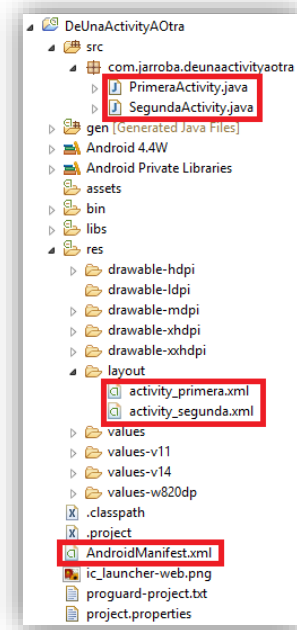 DeUnaActivityAOtra
src
com.jarroba.deunaactivityaotra
PrimeraActivity.java
SegundaActivity.java
gen [Generated Java Files]
Android 4.4W
Android Private Libraries
assets
bin
libs
res
drawable-hdpi
drawable-ldpi
drawable-mdpi
drawable-xhdpi
drawable-xxhdpi
layout
activity_primera.xml
activity_segunda.xml
values
values-v11
values-v14
values-w820dp
.classpath
.project
AndroidManifest.xml
ic_launcher-web.png
proguard-project.txt
project.properties